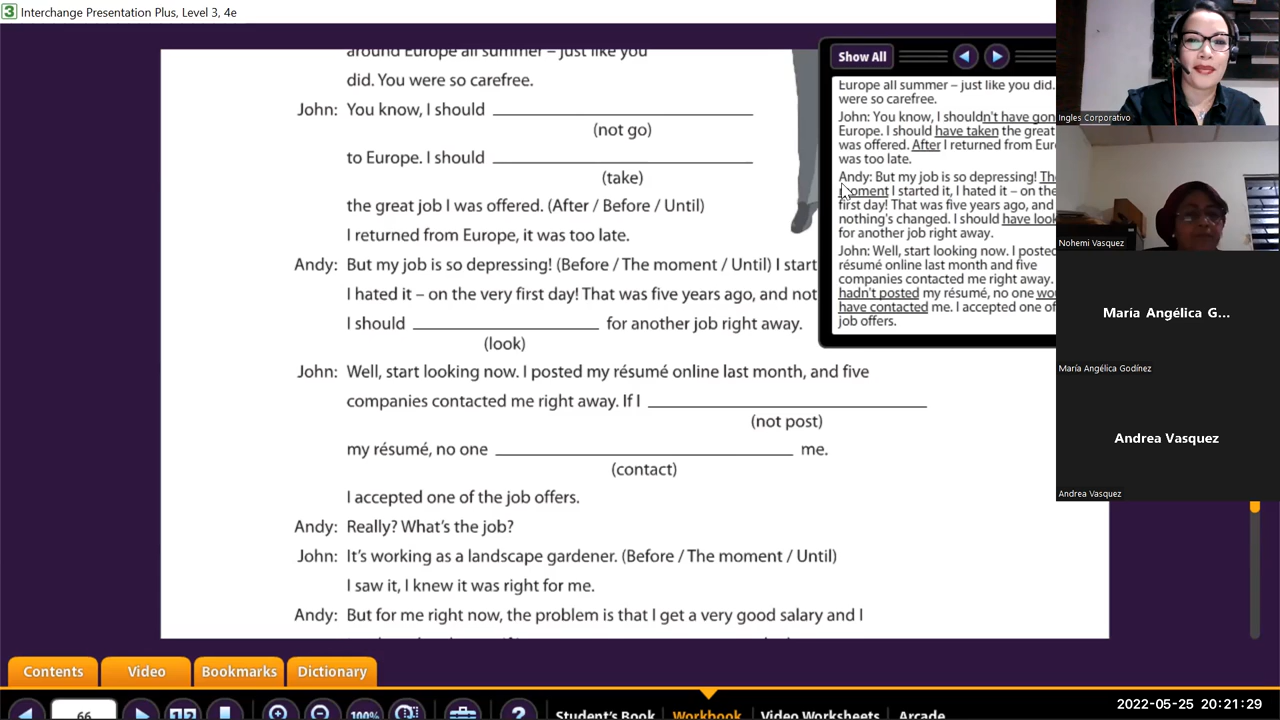 Interchange Presentation Plus, Level 3, 4e
around Europe all summer – just like you
did. You were so carefree.
John: You know, I should
(not go)
to Europe. I should
(take)
the great job I was offered. (After / Before / Until)
I returned from Europe, it was too late.
Andy: But my job is so depressing! (Before / The moment / Until) I start
I hated it – on the very first day! That was five years ago, and not
I should for another job right away.
(look)
John: Well, start looking now. I posted my résumé online last month, and five
companies contacted me right away. If I
(not post)
my résumé, no one me.
(contact)
I accepted one of the job offers.
Andy: Really? What's the job?
John: It's working as a landscape gardener. (Before / The moment / Until)
I saw it, I knew it was right for me.
Andy: But for me right now, the problem is that I get a very good salary and I
Show All
Europe all summer – just like you did.
were so carefree.
John: You know, I shouldn't have gon
Europe. I should have taken the great
was offered. After I returned from Eur
was too late.
Andy: But my job is so depressing! Th
moment I started it, I hated it – on the
first day! That was five years ago, and
nothing's changed. I should have look
for another job right away.
John: Well, start looking now. I posted
résumé online last month and five
companies contacted me right away.
hadn't posted my résumé, no one wo
have contacted me. I accepted one of
job offers.
Ingles Corporativo
Nohemi Vasquez
María Angélica G...
María Angélica Godínez
Andrea Vasquez
Andrea Vasquez
Contents Video Bookmarks Dictionary
66 100% ? Student's Book Workbook Video Worksheets Arcade
2022-05-25 20:21:29